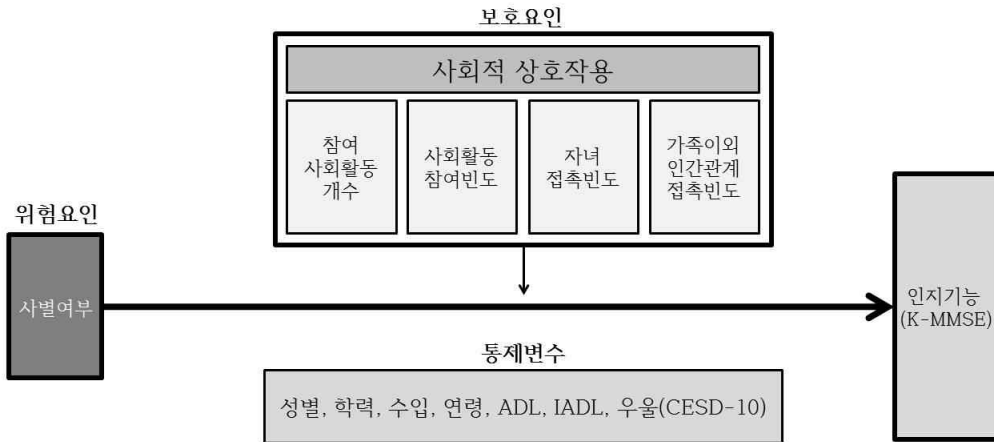 보호요인
사회적 상호작용
참여
사회활동
개수
사회활동
참여빈도
자녀
접촉빈도
가족이외
인간관계
접촉빈도
위험요인
사별여부
인지기능
(K-MMSE)
통제변수
성별, 학력, 수입, 연령, ADL, IADL, 우울(CESD-10)